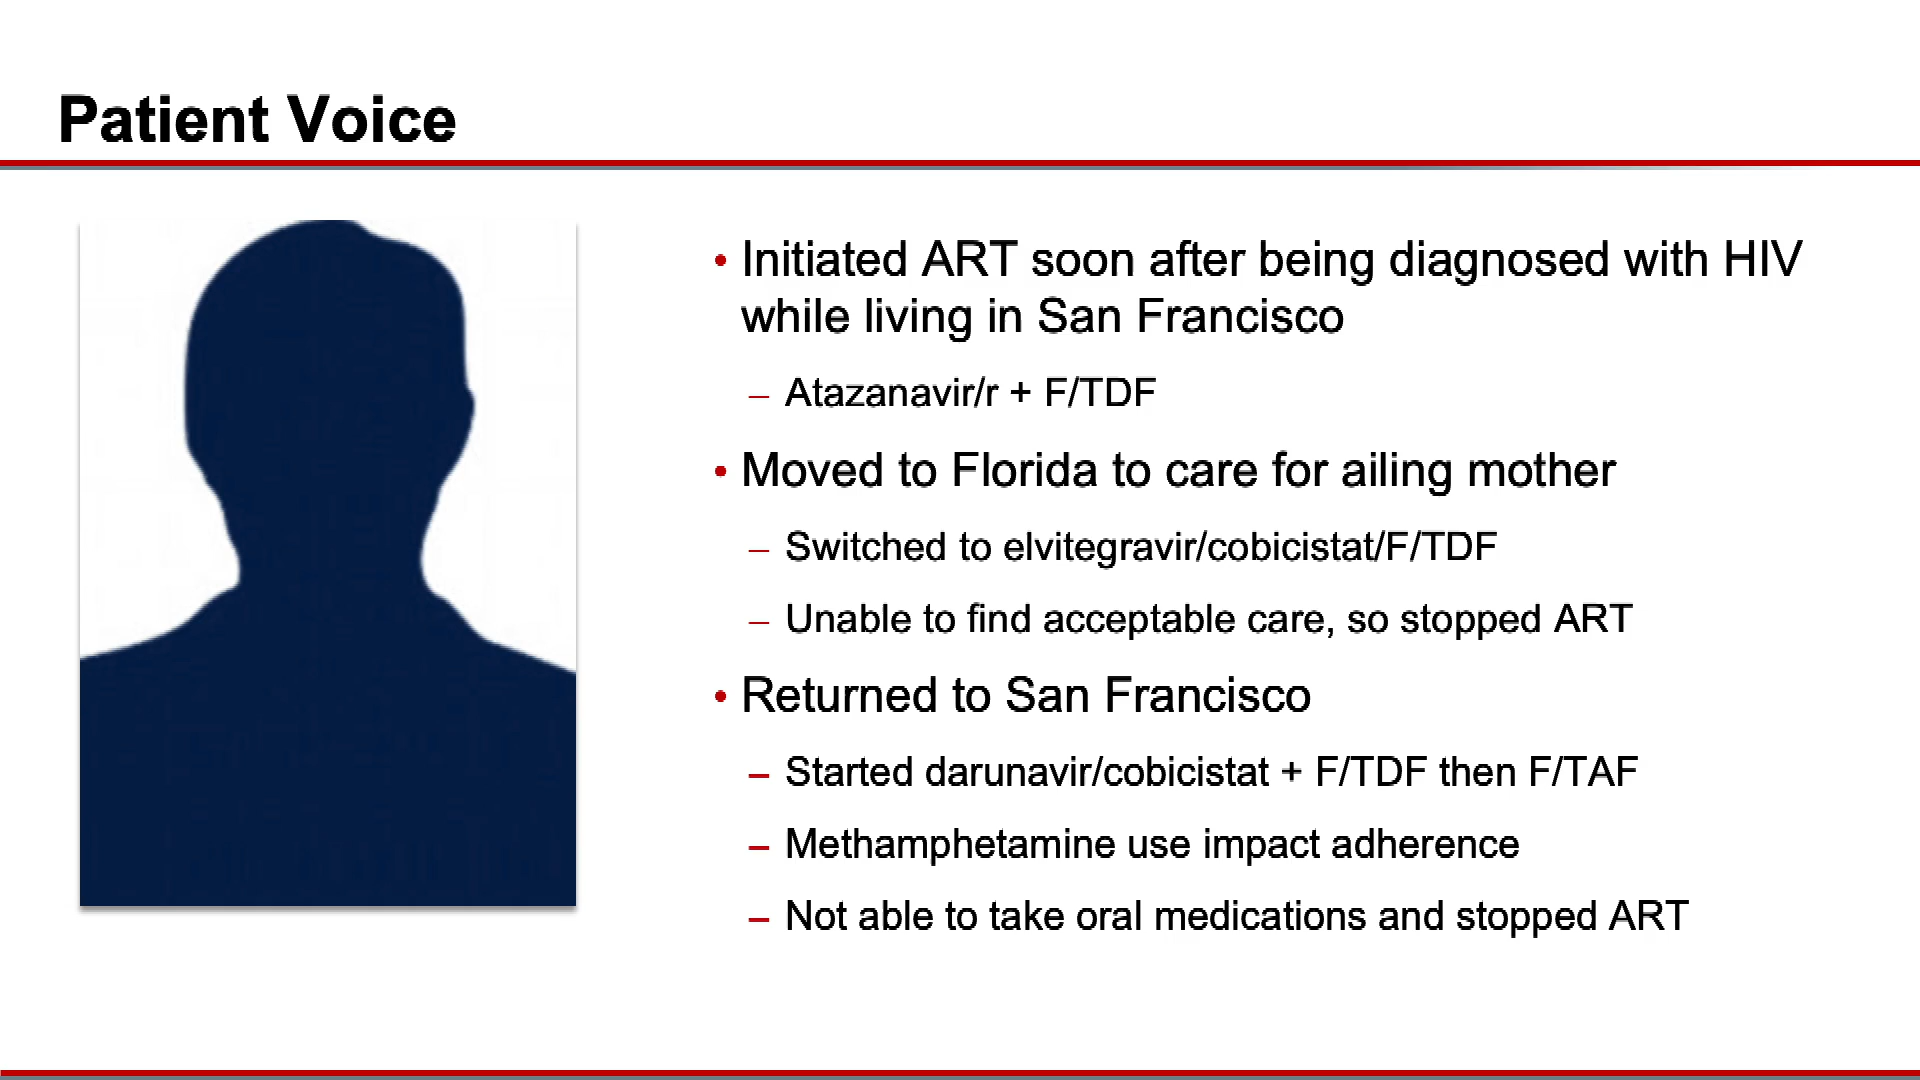 Patient Voice
• Initiated ART soon after being diagnosed with HIV
while living in San Francisco
– Atazanavir/r + F/TDF
• Moved to Florida to care for ailing mother
– Switched to elvitegravir/cobicistat/F/TDF
– Unable to find acceptable care, so stopped ART
• Returned to San Francisco
– Started darunavir/cobicistat + F/TDF then F/TAF
– Methamphetamine use impact adherence
– Not able to take oral medications and stopped ART